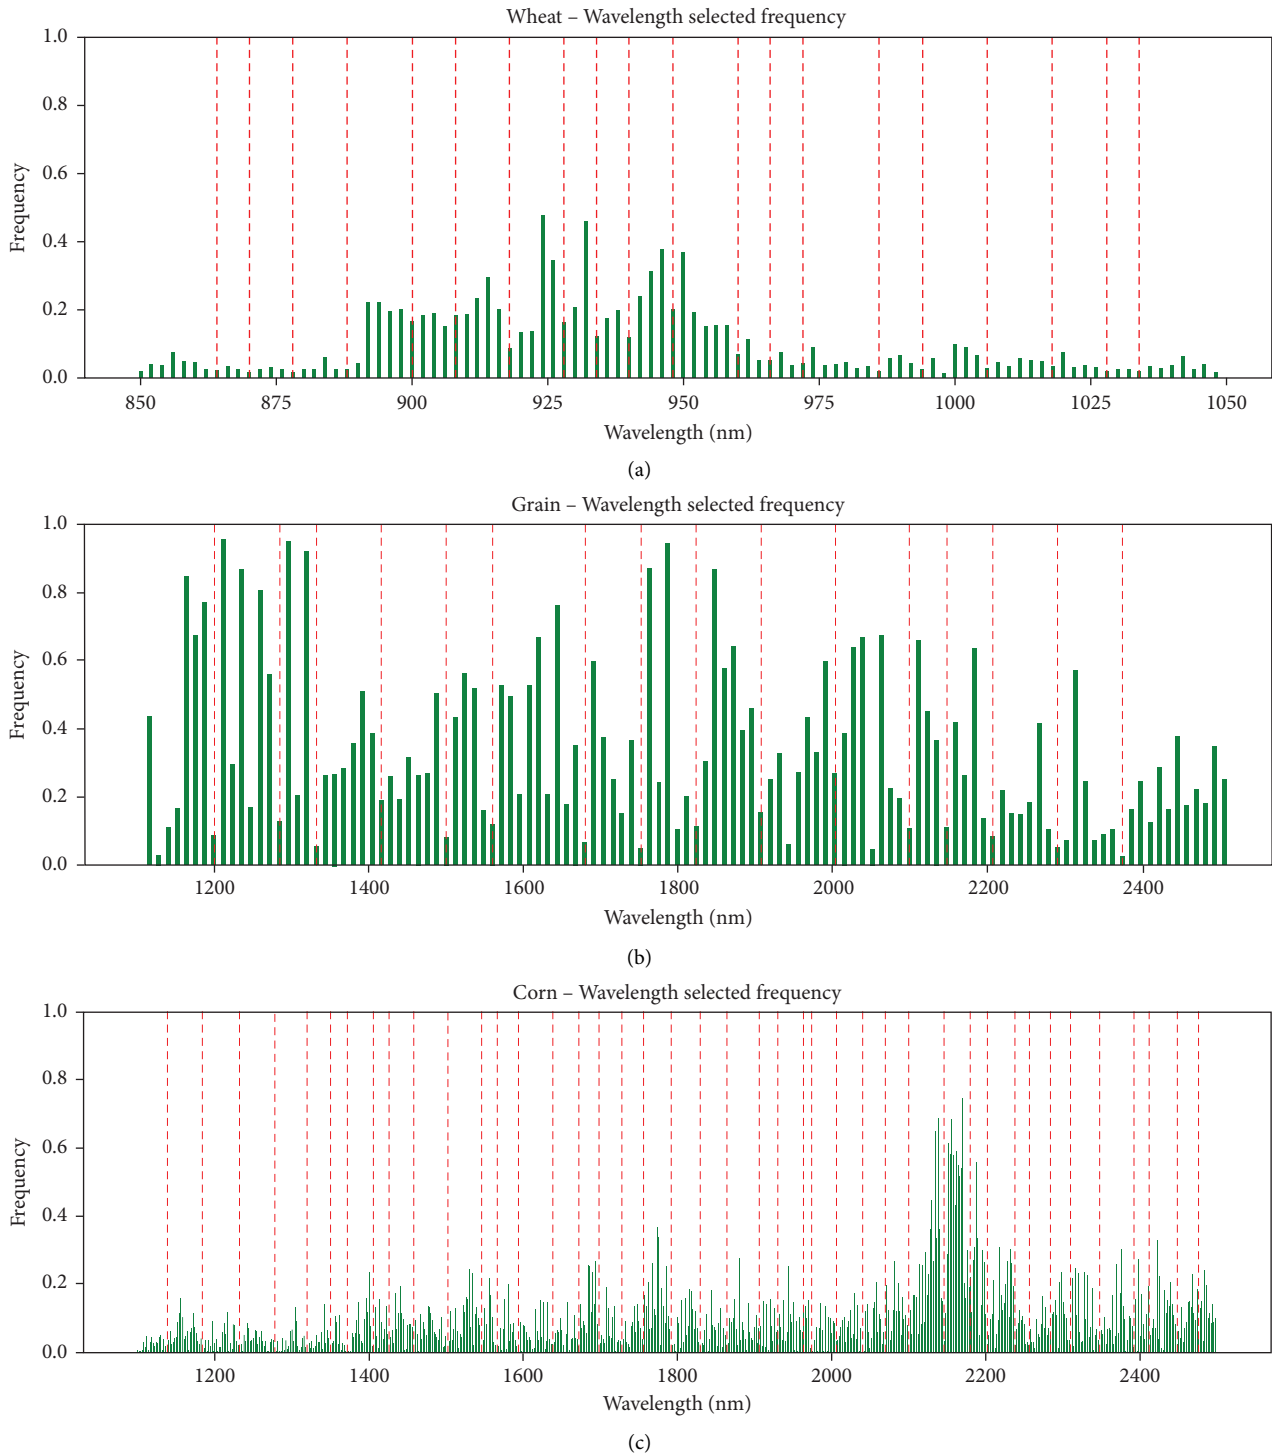 Wheat – Wavelength selected frequency
1.0
0.8
0.6
0.4
0.2
0.0
Frequency
850 875 900 925 950 975 1000 1025 1050
Wavelength (nm)
(a)
Grain – Wavelength selected frequency
1.0
0.8
0.6
0.4
0.2
0.0
Frequency
1200 1400 1600 1800 2000 2200 2400
Wavelength (nm)
(b)
Corn – Wavelength selected frequency
1.0
0.8
0.6
0.4
0.2
0.0
Frequency
1200 1400 1600 1800 2000 2200 2400
Wavelength (nm)
(c)